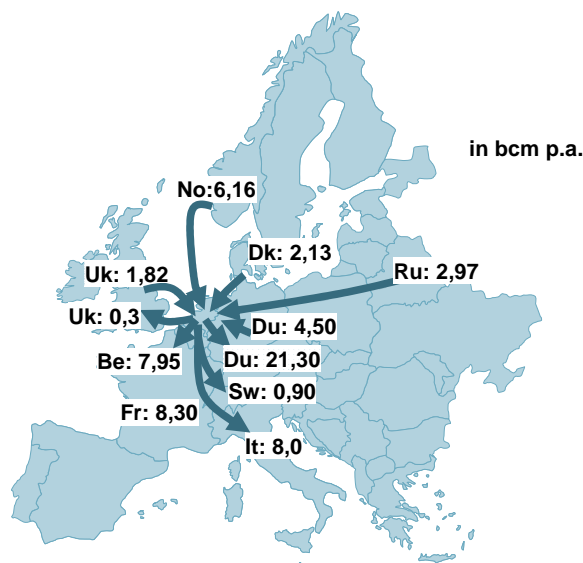 in bcm p.a.
No:6,16
Dk: 2,13
Uk: 1,82
Ru: 2,97
Uk: 0,3
Du: 4,50
Be: 7,95
Du: 21,30
Sw: 0,90
Fr: 8,30
It: 8,0